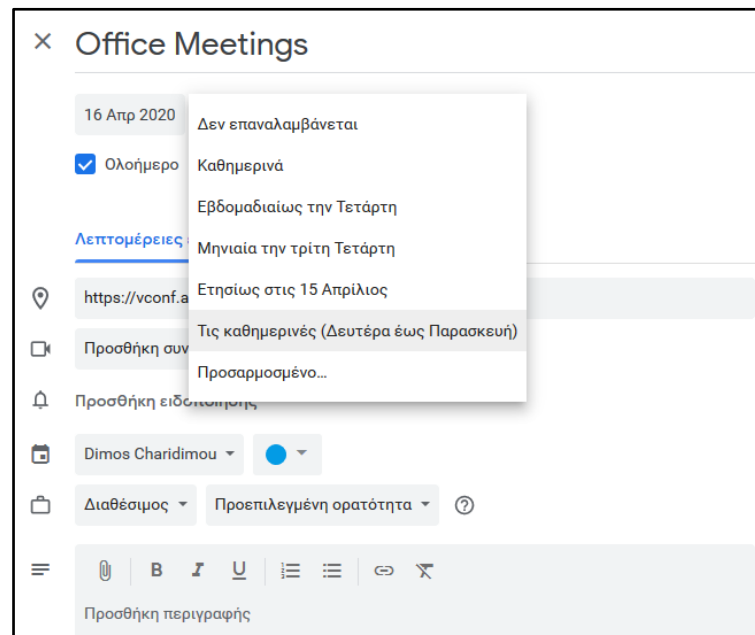 Office Meetings
16 Απρ 2020
Δεν επαναλαμβάνεται
Ολοήμερο
Καθημερινά
Εβδομαδιαίως την Τετάρτη
Λεπτομέρειες
Μηνιαία την τρίτη Τετάρτη
Ετησίως στις 15 Απρίλιος
https://vconf.a
Τις καθημερινές (Δευτέρα έως Παρασκευή)
Προσθήκη συν
Προσαρμοσμένο...
Προσθήκη ειδοποίησης
Dimos Charidimou
Διαθέσιμος Προεπιλεγμένη ορατότητα
B I U
Προσθήκη περιγραφής